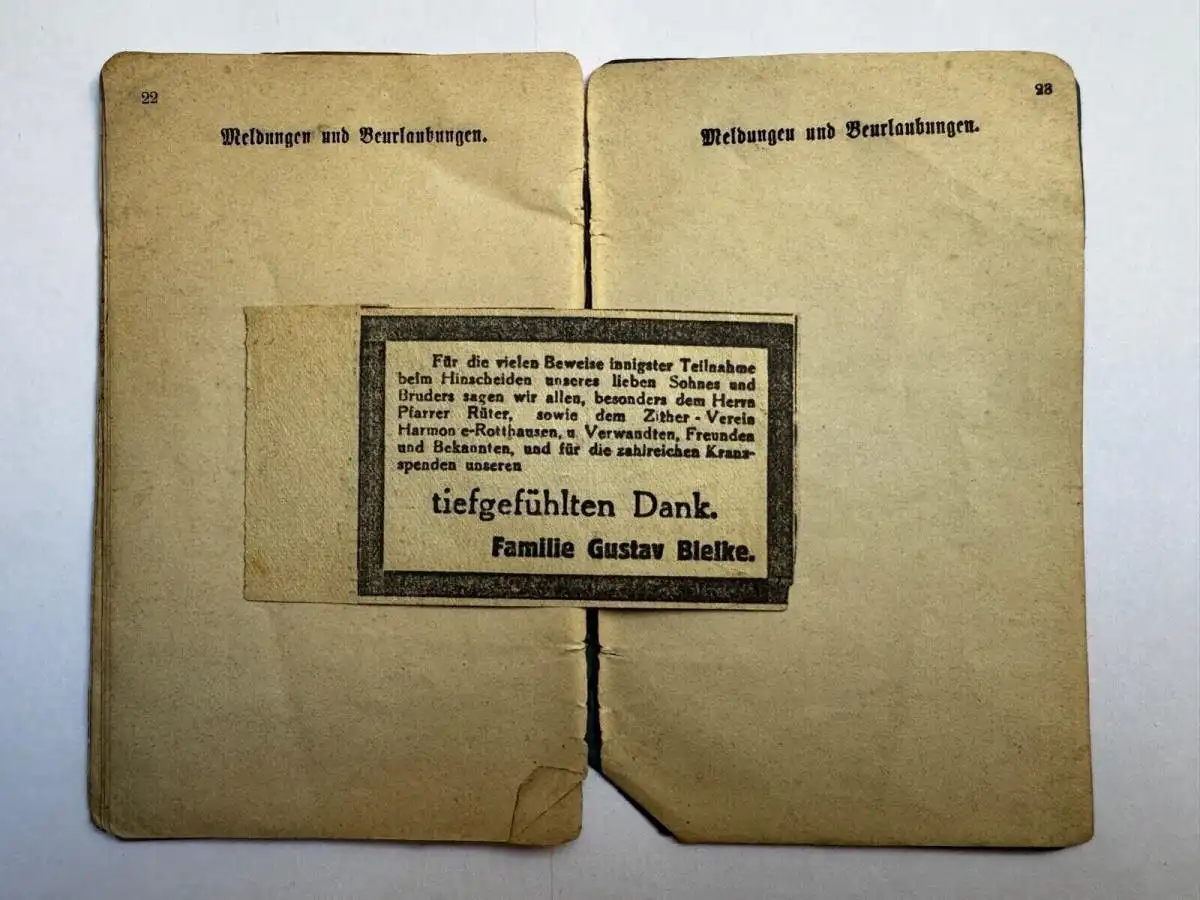 22
Meldungen und Beurlaubungen.
23
Meldungen und Beurlaubungen.
Für die vielen Beweise innigster Teilnahme
beim Hinscheiden unseres lieben Sohnes und
Bruders sagen wir allen, besonders dem Herrn
Pfarrer Rüter, sowie dem Zither-Verein
Harmon e-Rotthausen, u. Verwandten, Freunden
und Bekannten, und für die zahlreichen Kranz-
spenden unseren
tiefgefühlten Dank.
Familie Gustav Bielke.